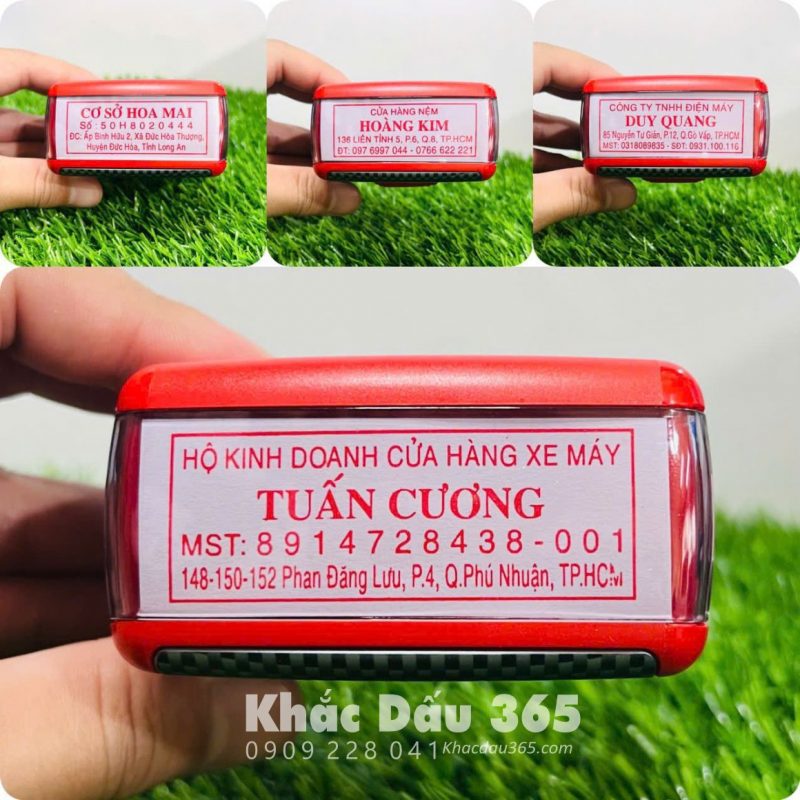 CƠ SỞ HOA MAI
Số : 50H8020444
ĐC: Ấp Bình Hữu 2, Xã Đức Hòa Thượng,
Huyện Đức Hòa, Tỉnh Long An
CỬA HÀNG NỆM
HOÀNG KIM
136 LIÊN TỈNH 5, P.6, Q.8, TP.HCM
ĐT: 097 6997 044 - 0766 622 221
CÔNG TY TNHH ĐIỆN MÁY
DUY QUANG
85 Nguyễn Tư Giản, P.12, Q.Gò Vấp, TP.HCM
MST: 0318089835 - SĐT: 0931.100.116
HỘ KINH DOANH CỬA HÀNG XE MÁY
TUẤN CƯƠNG
MST: 8914728438-001
148-150-152 Phan Đăng Lưu, P.4, Q.Phú Nhuận, TP.HCM
Khắc Dấu 365
0909 228 041 Khacdau365.com